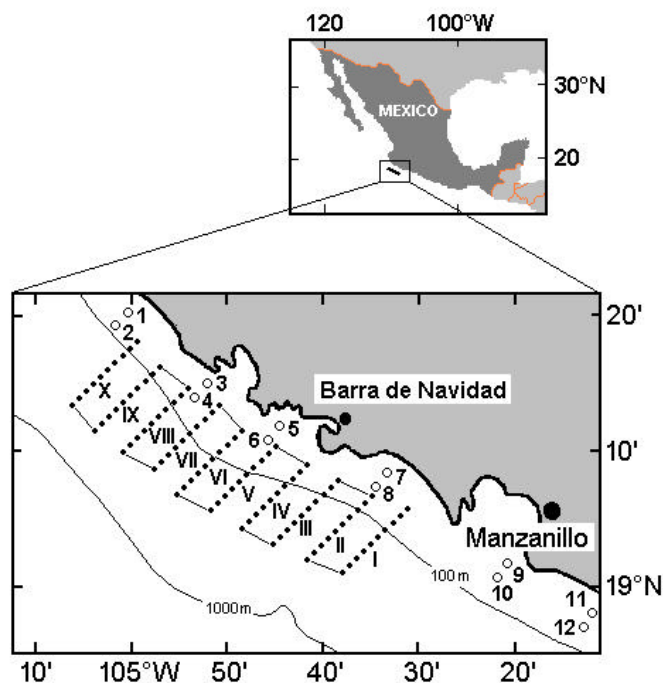 120 100°W
30°N
MEXICO
20
20'
1
2
3
X
4
Barra de Navidad
IX
5
VIII
6
10'
VII
7
VI
8
V
IV
III
Manzanillo
II
9
I
100 m
10
19°N
1000 m
11
12
10' 105°W 50' 40' 30' 20'